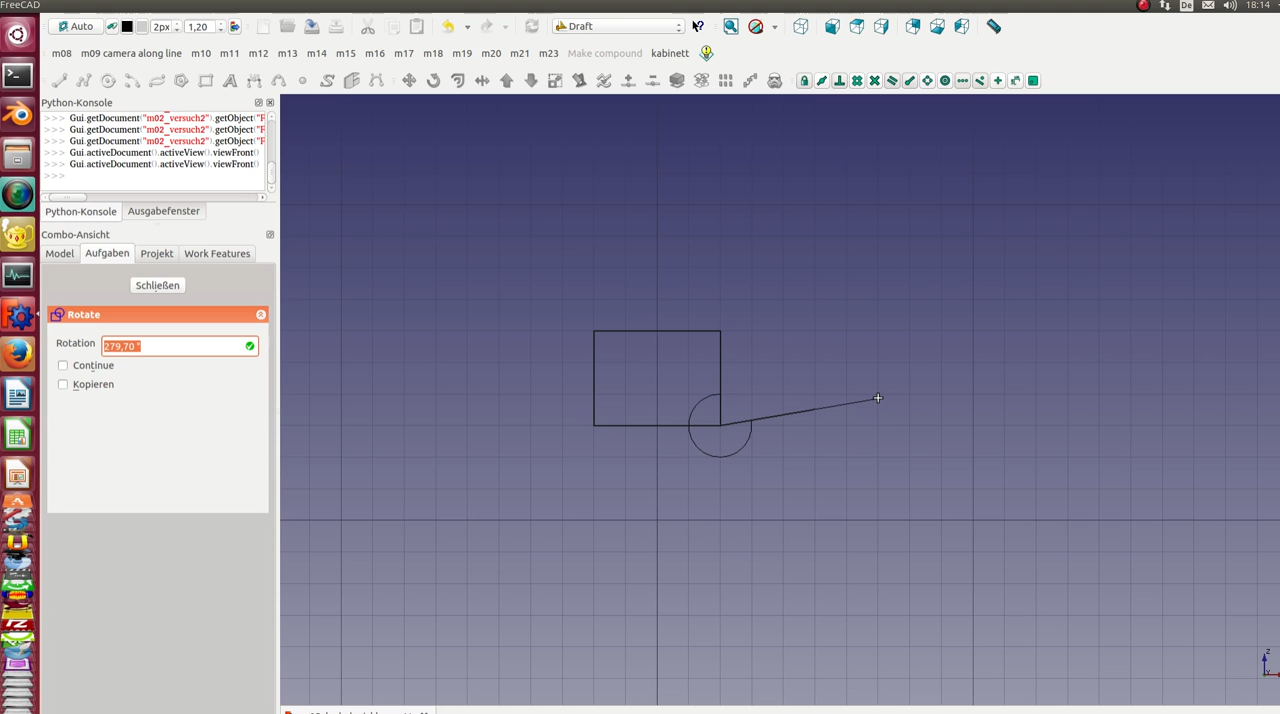 FreeCAD
De
18:14
Auto
2px
1,20
Draft
m08 m09 camera along line m10 m11 m12 m13 m14 m15 m16 m17 m18 m19 m20 m21 m23 Make compound kabinett
Python-Konsole
>>> Gui.getDocument("m02_versuch2").getObject("F
>>> Gui.getDocument("m02_versuch2").getObject("F
>>> Gui.getDocument("m02_versuch2").getObject("F
>>> Gui.activeDocument().activeView().viewFront()
>>> Gui.activeDocument().activeView().viewFront()
>>>
Python-Konsole Ausgabefenster
Combo-Ansicht
Model Aufgaben Projekt Work Features
Schließen
Rotate
Rotation 279,70 °
Continue
Kopieren
z